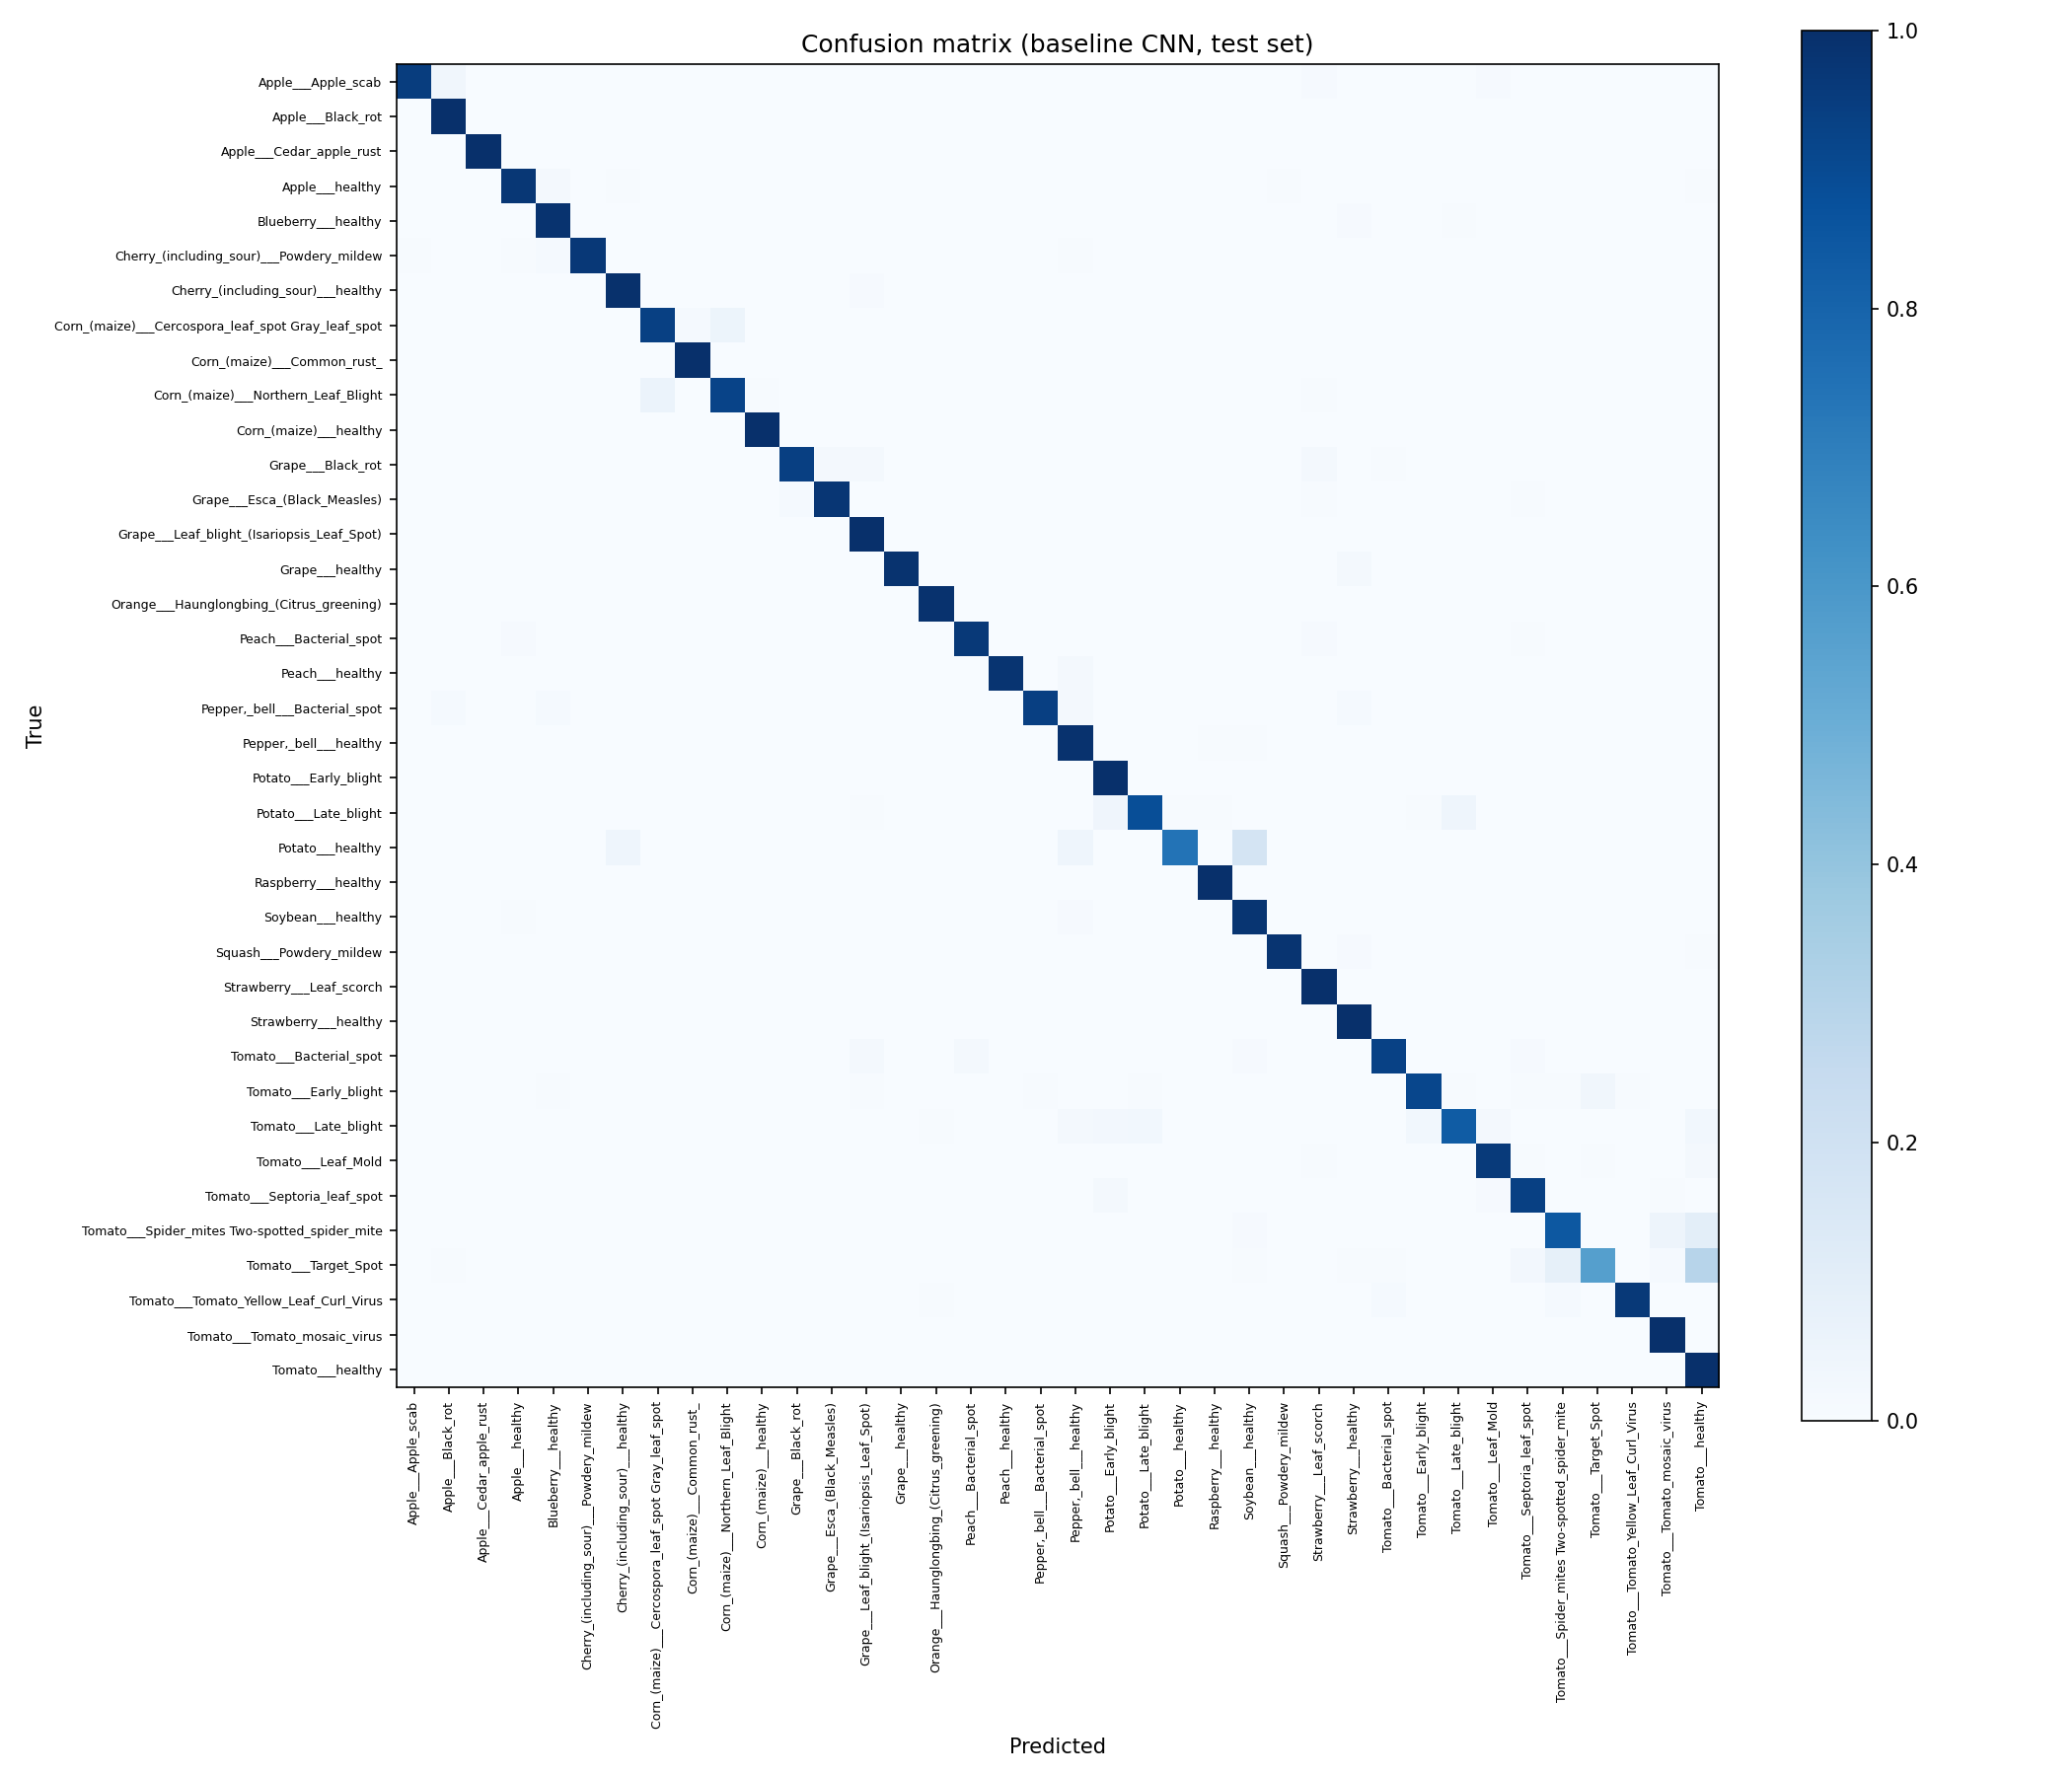 Confusion matrix (baseline CNN, test set)
True
Apple___Apple_scab
Apple___Black_rot
Apple___Cedar_apple_rust
Apple___healthy
Blueberry___healthy
Cherry_(including_sour)___Powdery_mildew
Cherry_(including_sour)___healthy
Corn_(maize)___Cercospora_leaf_spot Gray_leaf_spot
Corn_(maize)___Common_rust_
Corn_(maize)___Northern_Leaf_Blight
Corn_(maize)___healthy
Grape___Black_rot
Grape___Esca_(Black_Measles)
Grape___Leaf_blight_(Isariopsis_Leaf_Spot)
Grape___healthy
Orange___Haunglongbing_(Citrus_greening)
Peach___Bacterial_spot
Peach___healthy
Pepper,_bell___Bacterial_spot
Pepper,_bell___healthy
Potato___Early_blight
Potato___Late_blight
Potato___healthy
Raspberry___healthy
Soybean___healthy
Squash___Powdery_mildew
Strawberry___Leaf_scorch
Strawberry___healthy
Tomato___Bacterial_spot
Tomato___Early_blight
Tomato___Late_blight
Tomato___Leaf_Mold
Tomato___Septoria_leaf_spot
Tomato___Spider_mites Two-spotted_spider_mite
Tomato___Target_Spot
Tomato___Tomato_Yellow_Leaf_Curl_Virus
Tomato___Tomato_mosaic_virus
Tomato___healthy
Apple___Apple_scab
Apple___Black_rot
Apple___Cedar_apple_rust
Apple___healthy
Blueberry___healthy
Cherry_(including_sour)___Powdery_mildew
Cherry_(including_sour)___healthy
Corn_(maize)___Cercospora_leaf_spot Gray_leaf_spot
Corn_(maize)___Common_rust_
Corn_(maize)___Northern_Leaf_Blight
Corn_(maize)___healthy
Grape___Black_rot
Grape___Esca_(Black_Measles)
Grape___Leaf_blight_(Isariopsis_Leaf_Spot)
Grape___healthy
Orange___Haunglongbing_(Citrus_greening)
Peach___Bacterial_spot
Peach___healthy
Pepper,_bell___Bacterial_spot
Pepper,_bell___healthy
Potato___Early_blight
Potato___Late_blight
Potato___healthy
Raspberry___healthy
Soybean___healthy
Squash___Powdery_mildew
Strawberry___Leaf_scorch
Strawberry___healthy
Tomato___Bacterial_spot
Tomato___Early_blight
Tomato___Late_blight
Tomato___Leaf_Mold
Tomato___Septoria_leaf_spot
Tomato___Spider_mites Two-spotted_spider_mite
Tomato___Target_Spot
Tomato___Tomato_Yellow_Leaf_Curl_Virus
Tomato___Tomato_mosaic_virus
Tomato___healthy
Predicted
1.0
0.8
0.6
0.4
0.2
0.0